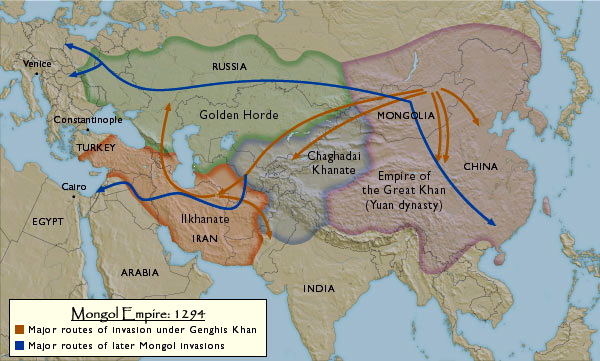 Venice
RUSSIA
Constantinople
Golden Horde
MONGOLIA
TURKEY
Chaghadai
Khanate
CHINA
Cairo
Empire of
the Great Khan
(Yuan dynasty)
Ilkhanate
IRAN
EGYPT
ARABIA
INDIA
Mongol Empire: 1294
Major routes of invasion under Genghis Khan
Major routes of later Mongol invasions